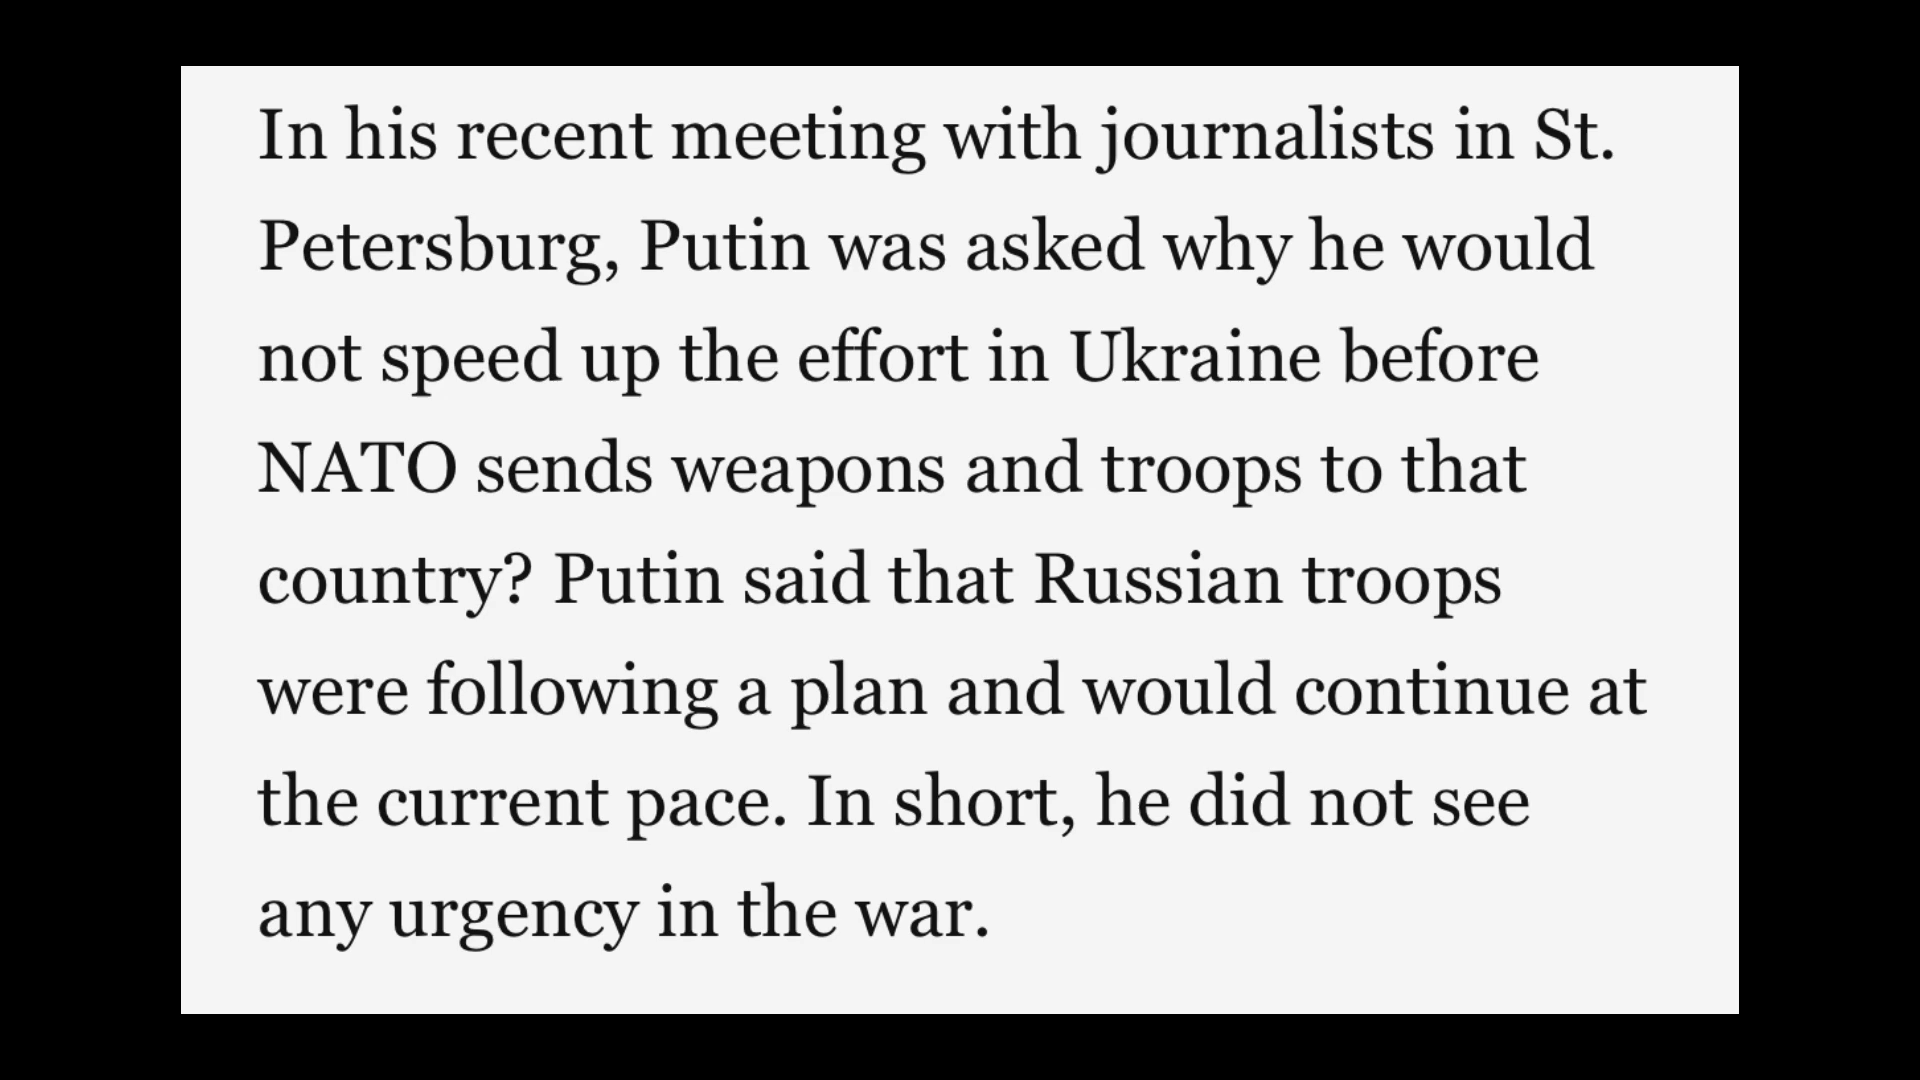 In his recent meeting with journalists in St.
Petersburg, Putin was asked why he would
not speed up the effort in Ukraine before
NATO sends weapons and troops to that
country? Putin said that Russian troops
were following a plan and would continue at
the current pace. In short, he did not see
any urgency in the war.